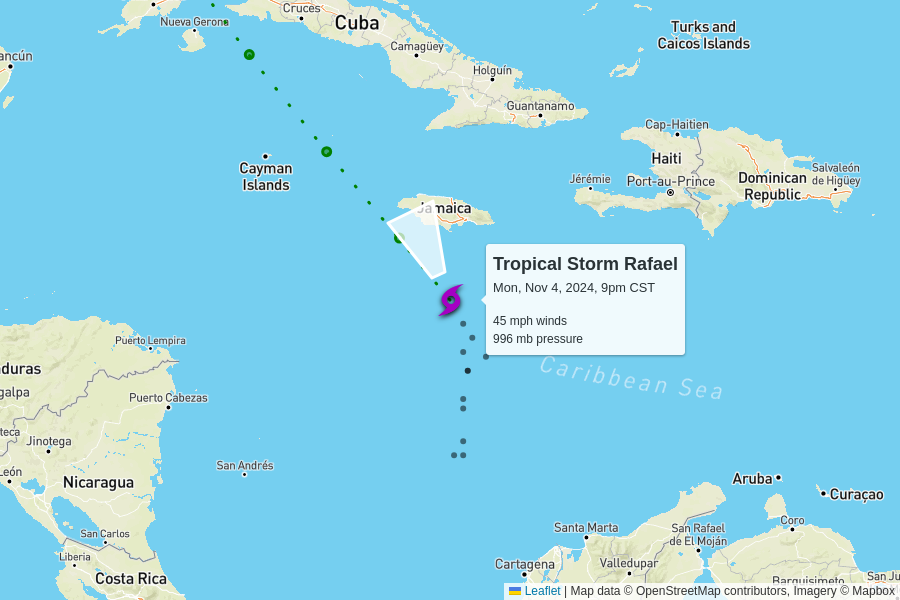 Cruces
Cuba
Nueva Gerona
Turks and
Caicos Islands
Camagüey
ancún
Holguín
Guantanamo
Cap-Haitien
Haiti
Cayman
Islands
Jérémie
Port-au-Prince
Dominican
Republic
Salvaleón
de Higüey
Jamaica
Tropical Storm Rafael
Mon, Nov 4, 2024, 9pm CST
45 mph winds
996 mb pressure
Puerto Lempira
duras
galpa
Caribbean Sea
Puerto Cabezas
teca
Jinotega
León
San Andrés
Nicaragua
Aruba
Curaçao
San Carlos
Santa Marta
San Rafael
de El Moján
Coro
Liberia
Costa Rica
Cartagena
Valledupar
Barquisimeto
San Ju
Leaflet | Map data © OpenStreetMap contributors, Imagery © Mapbox